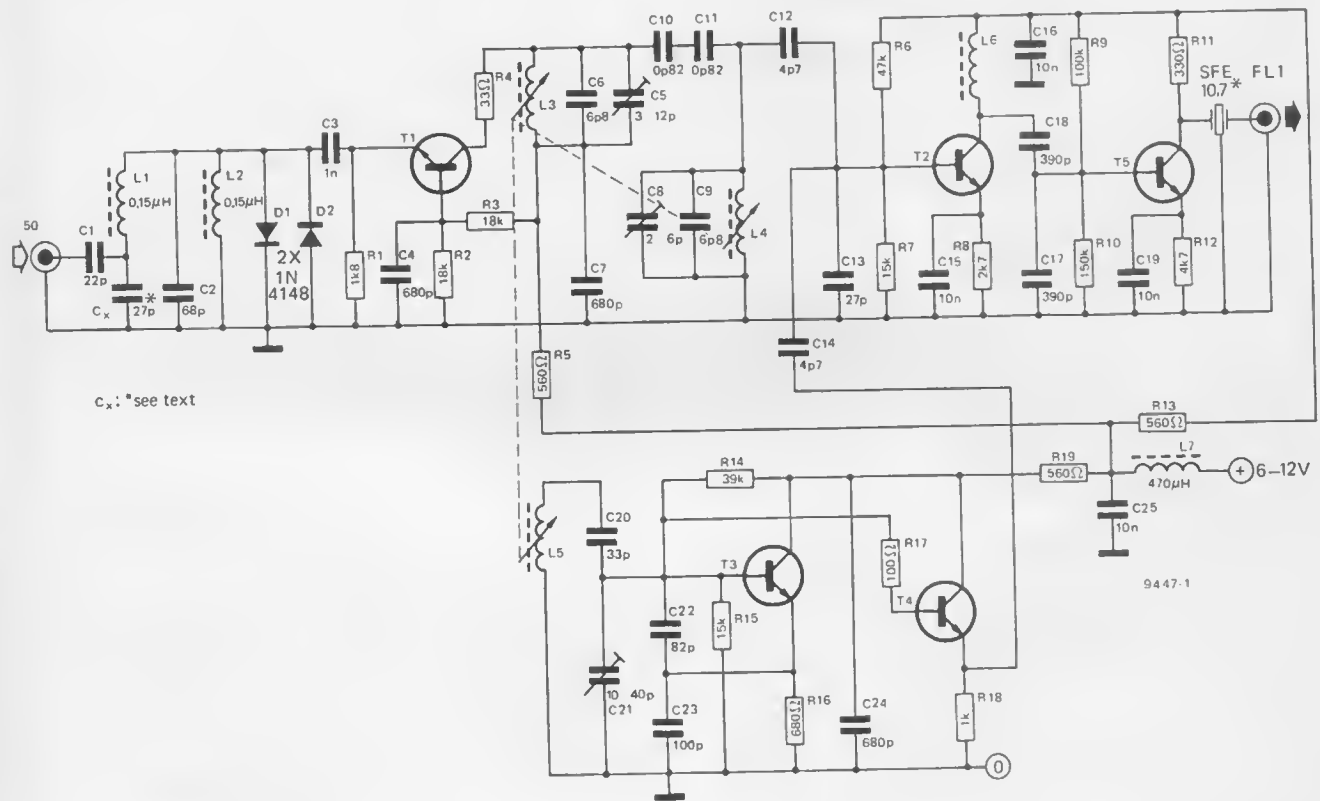 50
C1
22p
L1
0,15µH
Cx *
27p
C2
68p
L2
0,15µH
D1
D2
2X
1N
4148
C3
1n
R1
1k8
T1
R4
33Ω
C4
680p
R2
18k
R3
18k
L3
C6
6p8
C5
3 12p
C7
680p
C10
0p82
C11
0p82
C8
2
C9
6p
6p8
L4
C12
4p7
C13
27p
C14
4p7
R6
47k
R7
15k
T2
L6
C16
10n
C15
10n
R8
2k7
C18
390p
C17
390p
R9
100k
R10
150k
T5
R11
330Ω
C19
10n
R12
4k7
SFE FL1
10.7*
R5
560Ω
cx: *see text
R13
560Ω
L7
470µH
+ 6–12V
R19
560Ω
C25
10n
9447-1
R14
39k
L5
C20
33p
C22
82p
10 40p
C21
C23
100p
R15
15k
T3
R16
680Ω
C24
680p
R17
100Ω
T4
R18
1k
0